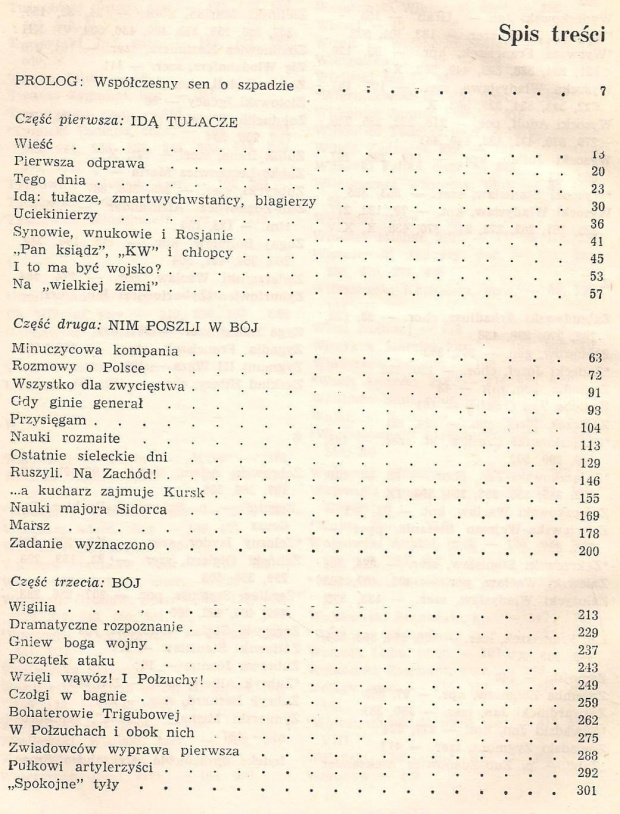 Spis treści
PROLOG: Współczesny sen o szpadzie . . . . . . . . 7
Część pierwsza: IDĄ TUŁACZE
Wieść . . . . . . . . . . . . . . 13
Pierwsza odprawa . . . . . . . . . . . . 20
Tego dnia . . . . . . . . . . . . . 23
Idą: tułacze, zmartwychwstańcy, blagierzy . . . . . . . 30
Uciekinierzy . . . . . . . . . . . . . 36
Synowie, wnukowie i Rosjanie . . . . . . . . . 41
„Pan ksiądz”, „KW” i chłopcy . . . . . . . . . 45
I to ma być wojsko? . . . . . . . . . . . 53
Na „wielkiej ziemi” . . . . . . . . . . . 57
Część druga: NIM POSZLI W BÓJ
Minuczycowa kompania . . . . . . . . . . . 63
Rozmowy o Polsce . . . . . . . . . . . . 72
Wszystko dla zwycięstwa . . . . . . . . . . 91
Gdy ginie generał . . . . . . . . . . . . 93
Przysięgam . . . . . . . . . . . . . 104
Nauki rozmaite . . . . . . . . . . . . 113
Ostatnie sieleckie dni . . . . . . . . . . . 129
Ruszyli. Na Zachód! . . . . . . . . . . . 146
...a kucharz zajmuje Kursk . . . . . . . . . . 155
Nauki majora Sidorca . . . . . . . . . . . 169
Marsz . . . . . . . . . . . . . . 178
Zadanie wyznaczono . . . . . . . . . . . 200
Część trzecia: BÓJ
Wigilia . . . . . . . . . . . . . . 213
Dramatyczne rozpoznanie . . . . . . . . . . 229
Gniew boga wojny . . . . . . . . . . . . 237
Początek ataku . . . . . . . . . . . . 243
Wzięli wąwóz! I Połzuchy! . . . . . . . . . . 249
Czołgi w bagnie . . . . . . . . . . . . 259
Bohaterowie Trigubowej . . . . . . . . . . . 262
W Połzuchach i obok nich . . . . . . . . . . 275
Zwiadowców wyprawa pierwsza . . . . . . . . . 288
Pułkowi artylerzyści . . . . . . . . . . . 292
„Spokojne” tyły . . . . . . . . . . . . 301